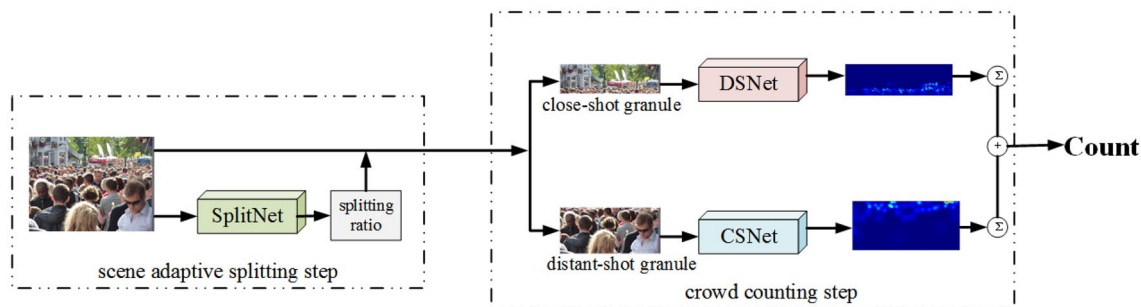 SplitNet
splitting
ratio
scene adaptive splitting step
close-shot granule
DSNet
Σ
+
Count
distant-shot granule
CSNet
Σ
crowd counting step